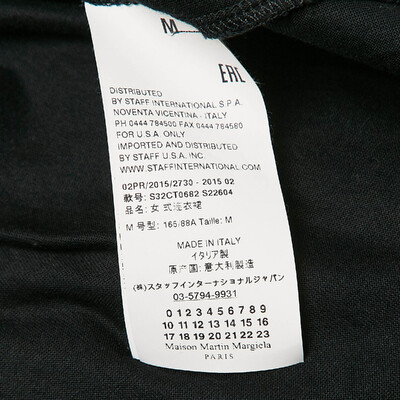 M
EAC
DISTRIBUTED
BY STAFF INTERNATIONAL S.P.A.
NOVENTA VICENTINA - ITALY
PH 0444 784500 FAX 0444 784580
FOR U.S.A. ONLY
IMPORTED AND DISTRIBUTED
BY STAFF U.S.A. INC.
WWW.STAFFINTERNATIONAL.COM
02PR/2015/2730 - 2015 02
款号: S32CT0682 S22604
品名: 女式连衣裙
M 号型: 165/88A Taille: M
MADE IN ITALY
イタリア製
原产国: 意大利製造
(株)スタッフインターナショナルジャパン
03-5794-9931
0 1 2 3 4 5 6 7 8 9
10 11 12 13 14 15 16
17 18 19 20 21 22 23
Maison Martin Margiela
PARIS